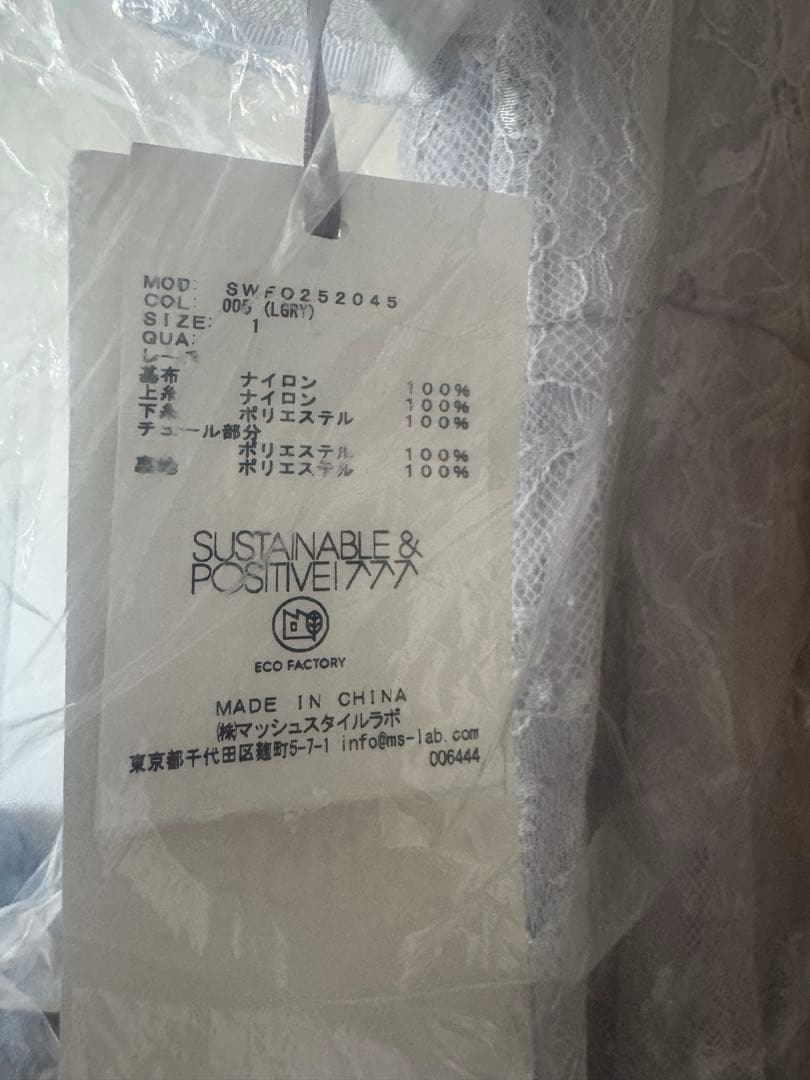 MOD: SWFO252045
COL: 005 (LGRY)
SIZE: 1
QUA:
レース
基布 ナイロン 100%
上糸 ナイロン 100%
下糸 ポリエステル 100%
チュール部分
ポリエステル 100%
裏地 ポリエステル 100%
SUSTAINABLE &
POSITIVE!
ECO FACTORY
MADE IN CHINA
(株)マッシュスタイルラボ
東京都千代田区麹町5-7-1 info@ms-lab.com
006444